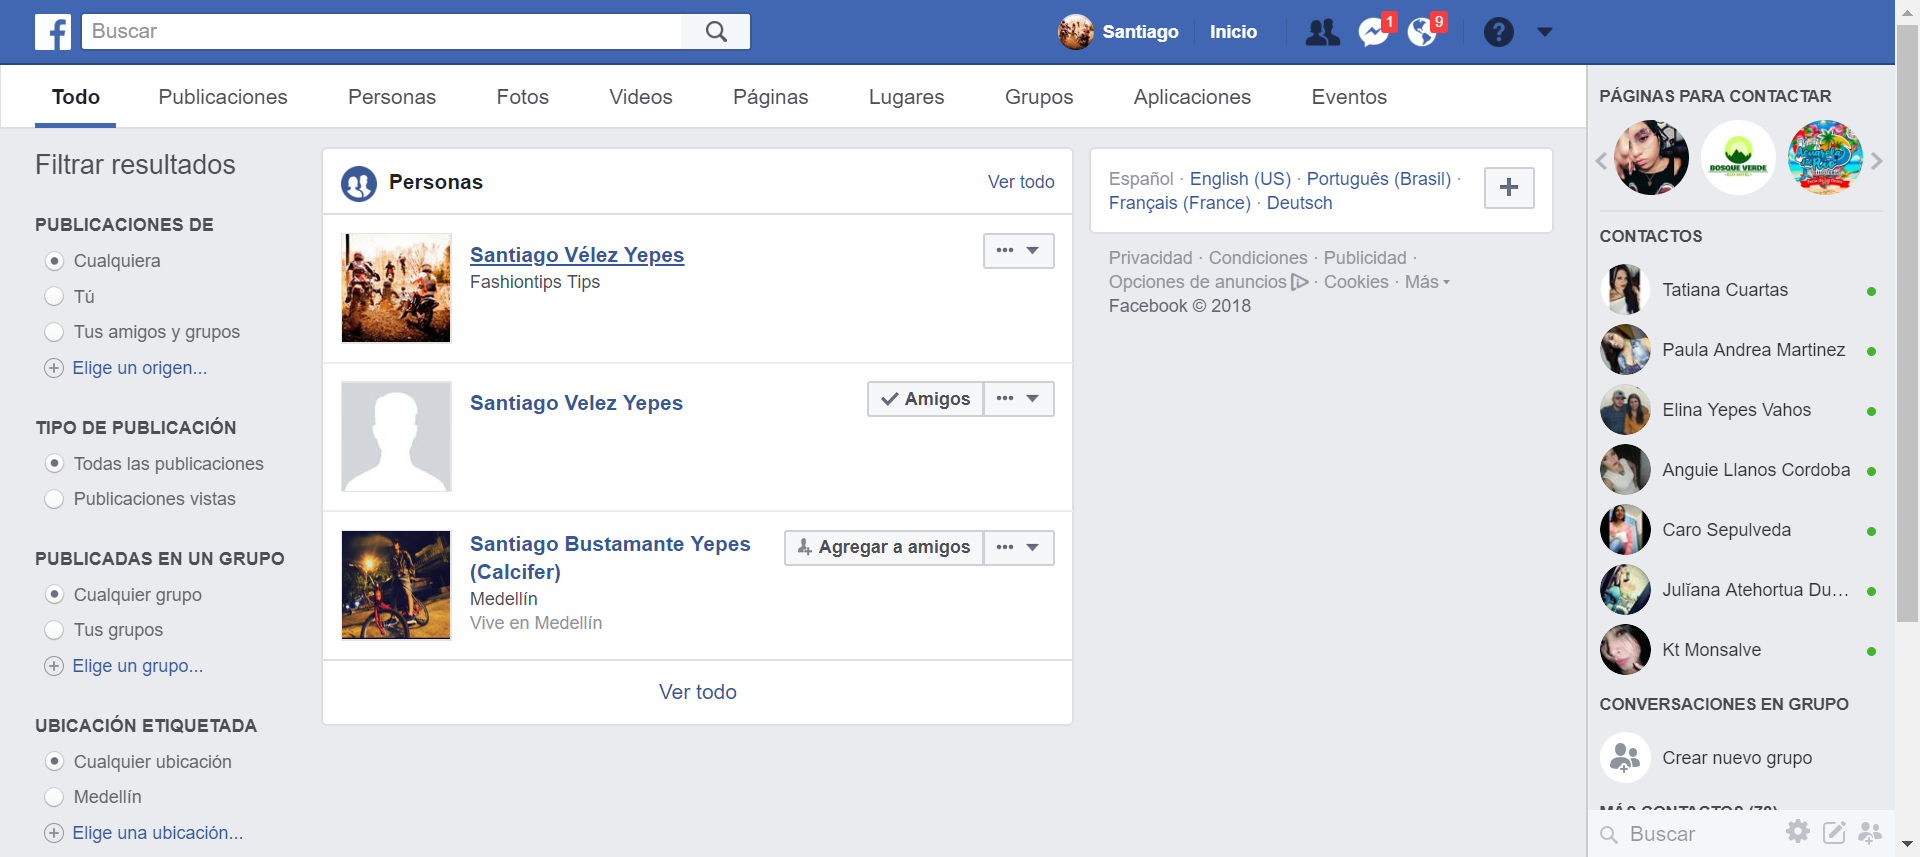 Buscar
Santiago
Inicio
1
9
Todo
Publicaciones
Personas
Fotos
Videos
Páginas
Lugares
Grupos
Aplicaciones
Eventos
Filtrar resultados
PUBLICACIONES DE
Cualquiera
Tú
Tus amigos y grupos
Elige un origen...
TIPO DE PUBLICACIÓN
Todas las publicaciones
Publicaciones vistas
PUBLICADAS EN UN GRUPO
Cualquier grupo
Tus grupos
Elige un grupo...
UBICACIÓN ETIQUETADA
Cualquier ubicación
Medellín
Elige una ubicación...
Personas
Ver todo
Santiago Vélez Yepes
Fashiontips Tips
Santiago Velez Yepes
Amigos
Santiago Bustamante Yepes
(Calcifer)
Agregar a amigos
Medellín
Vive en Medellín
Ver todo
Español · English (US) · Português (Brasil) ·
Français (France) · Deutsch
Privacidad · Condiciones · Publicidad ·
Opciones de anuncios · Cookies · Más
Facebook © 2018
PÁGINAS PARA CONTACTAR
BOSQUE VERDE
CONTACTOS
Tatiana Cuartas
Paula Andrea Martinez
Elina Yepes Vahos
Anguie Llanos Cordoba
Caro Sepulveda
Julïana Atehortua Du...
Kt Monsalve
CONVERSACIONES EN GRUPO
Crear nuevo grupo
MÁS CONTACTOS (78)
Buscar